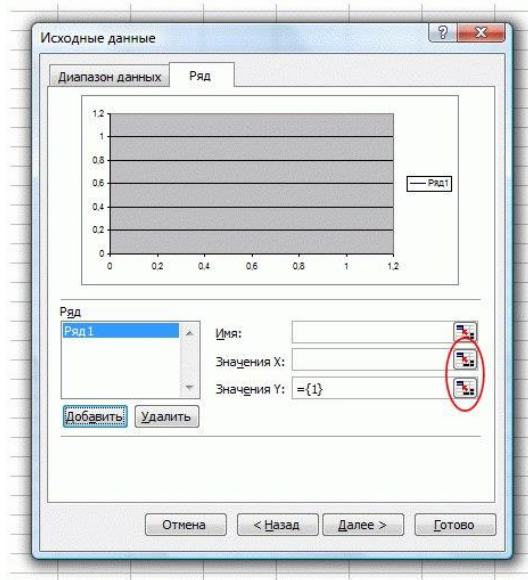 Исходные данные
Диапазон данных Ряд
1,2
1
0,8
0,6
0,4
0,2
0
0 0,2 0,4 0,6 0,8 1 1,2
Ряд1
Ряд
Ряд1
Имя:
Значения X:
Значения Y: ={1}
Добавить Удалить
Отмена < Назад Далее > Готово